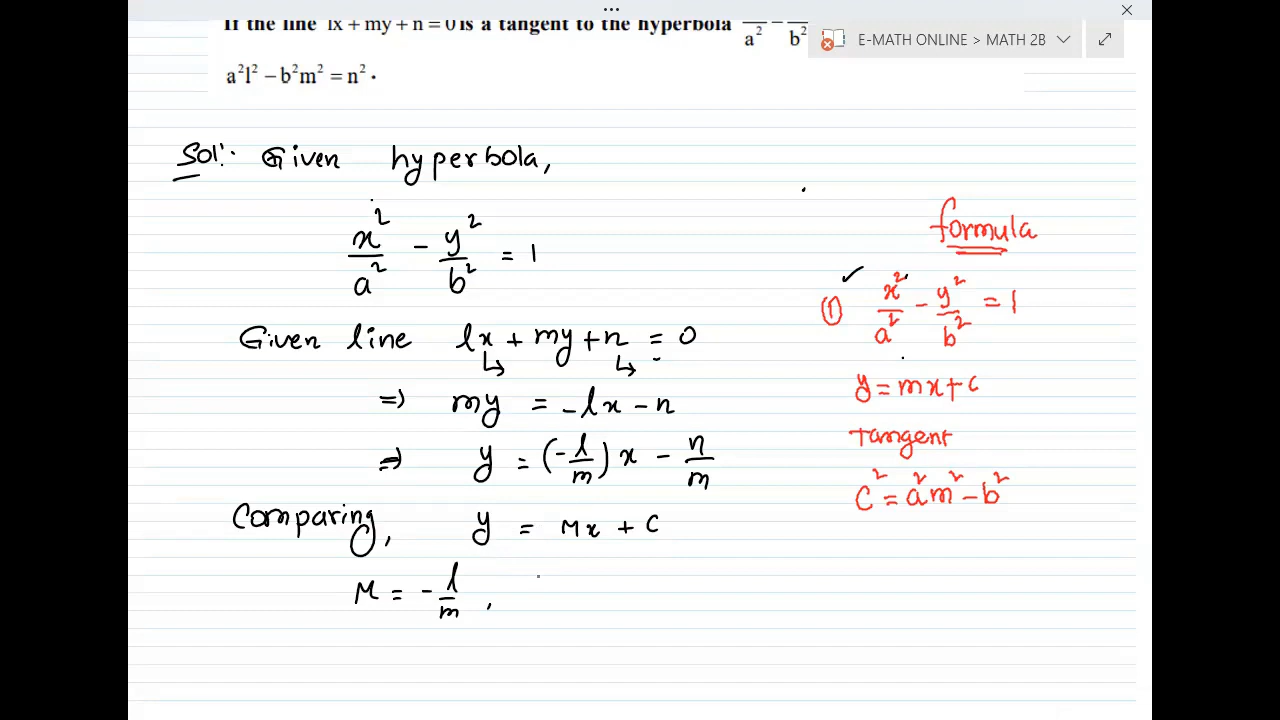 If the line lx + my + n = 0 is a tangent to the hyperbola ― a² − ― b²
E-MATH ONLINE > MATH 2B
a²l² − b²m² = n² .
Sol:. Given hyperbola,
x²/a² − y²/b² = 1
Given line lx + my + n = 0
⇒ my = −lx − n
⇒ y = (−l/m) x − n/m
Comparing, y = Mx + C
M = −l/m ,
formula
① x²/a² − y²/b² = 1
y = mx + c
Tangent
C² = a²m² − b²